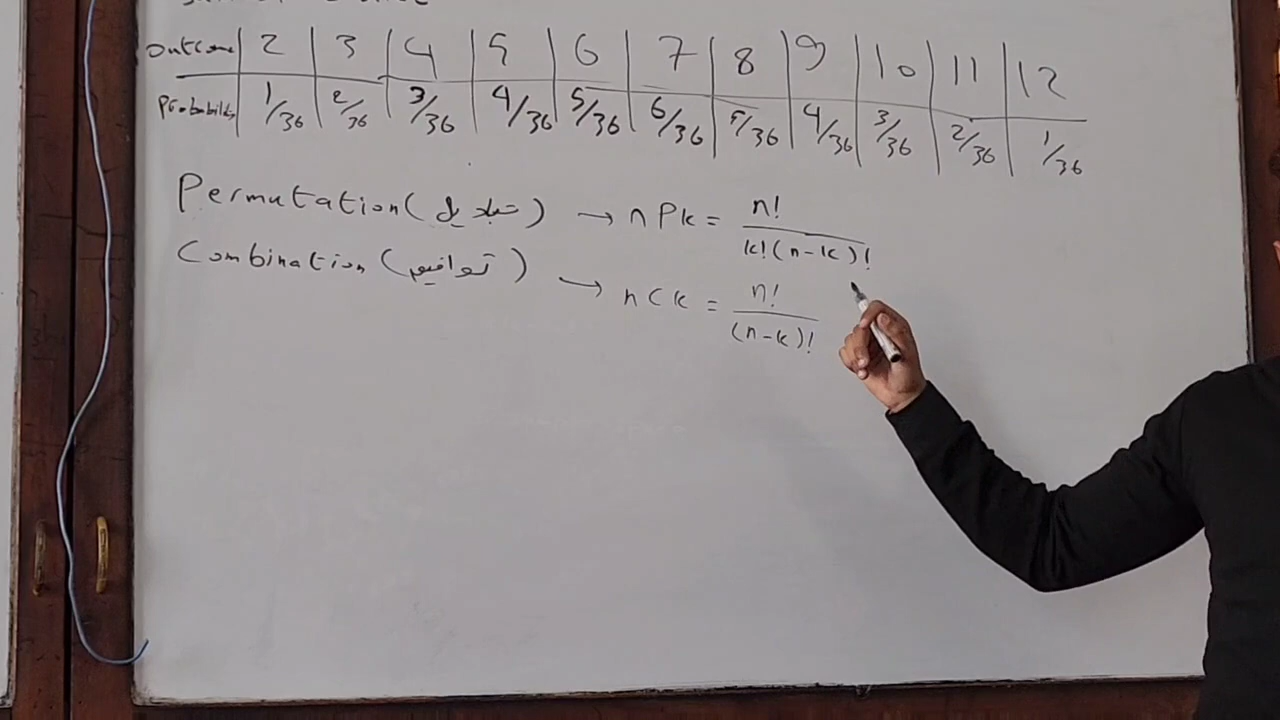 Outcome 2 3 4 5 6 7 8 9 10 11 12
Probability 1/36 2/36 3/36 4/36 5/36 6/36 5/36 4/36 3/36 2/36 1/36
Permutation (تباديل) → nPk = n! / k!(n-k)!
Combination (توافيق) → nCk = n! / (n-k)!